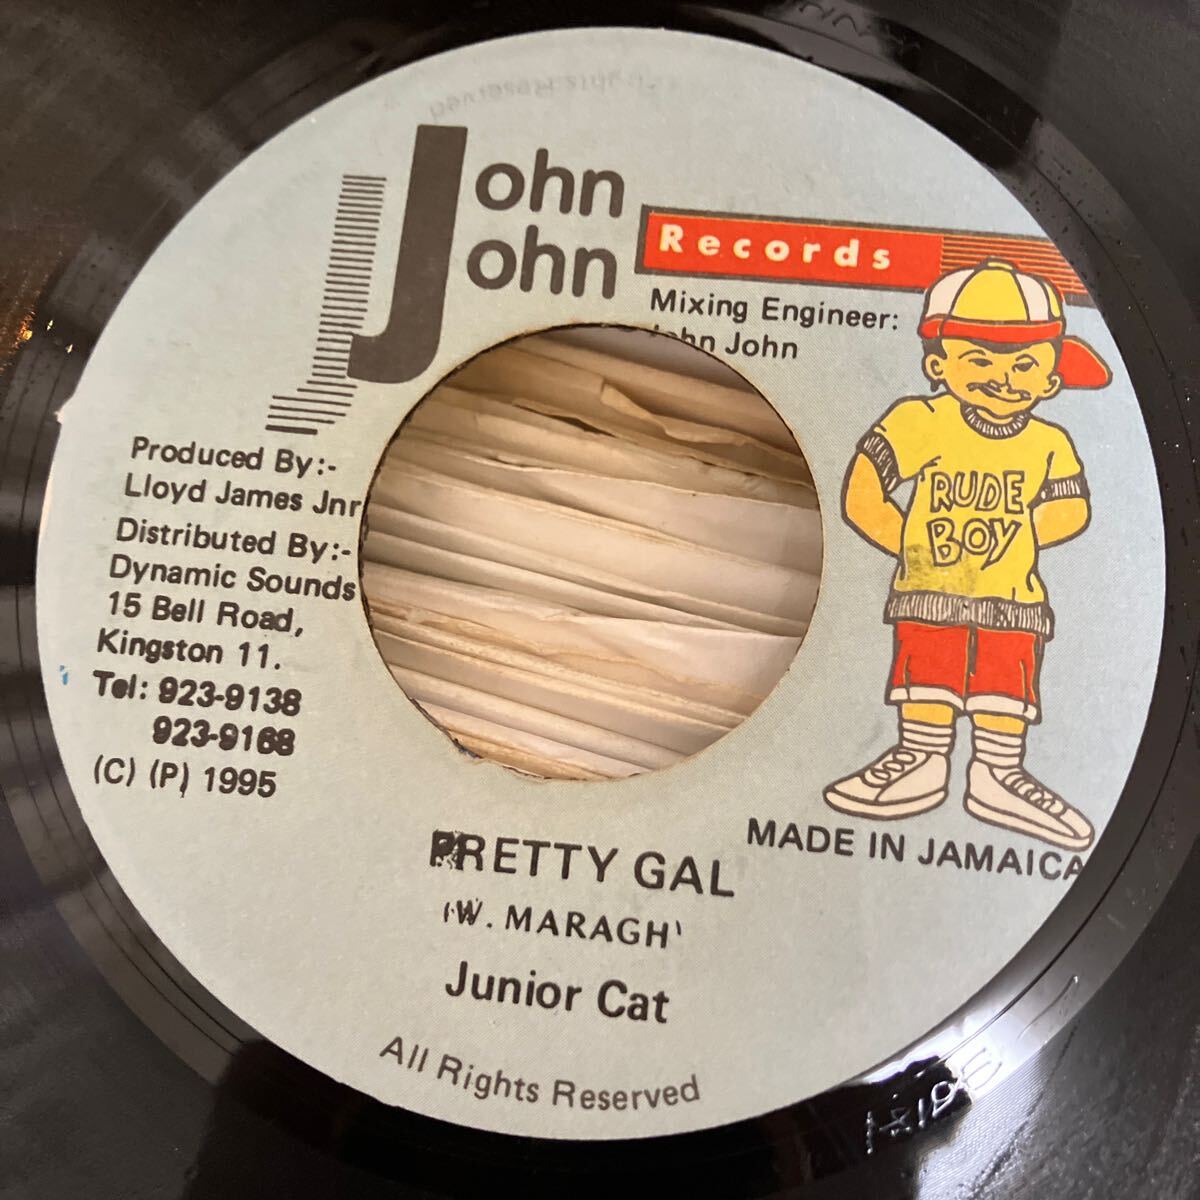 John
John
Records
Mixing Engineer:
John John
RUDE
BOY
Produced By:-
Lloyd James Jnr
Distributed By:-
Dynamic Sounds
15 Bell Road,
Kingston 11.
Tel: 923-9138
923-9168
(C) (P) 1995
MADE IN JAMAICA
PRETTY GAL
(W. MARAGH)
Junior Cat
All Rights Reserved